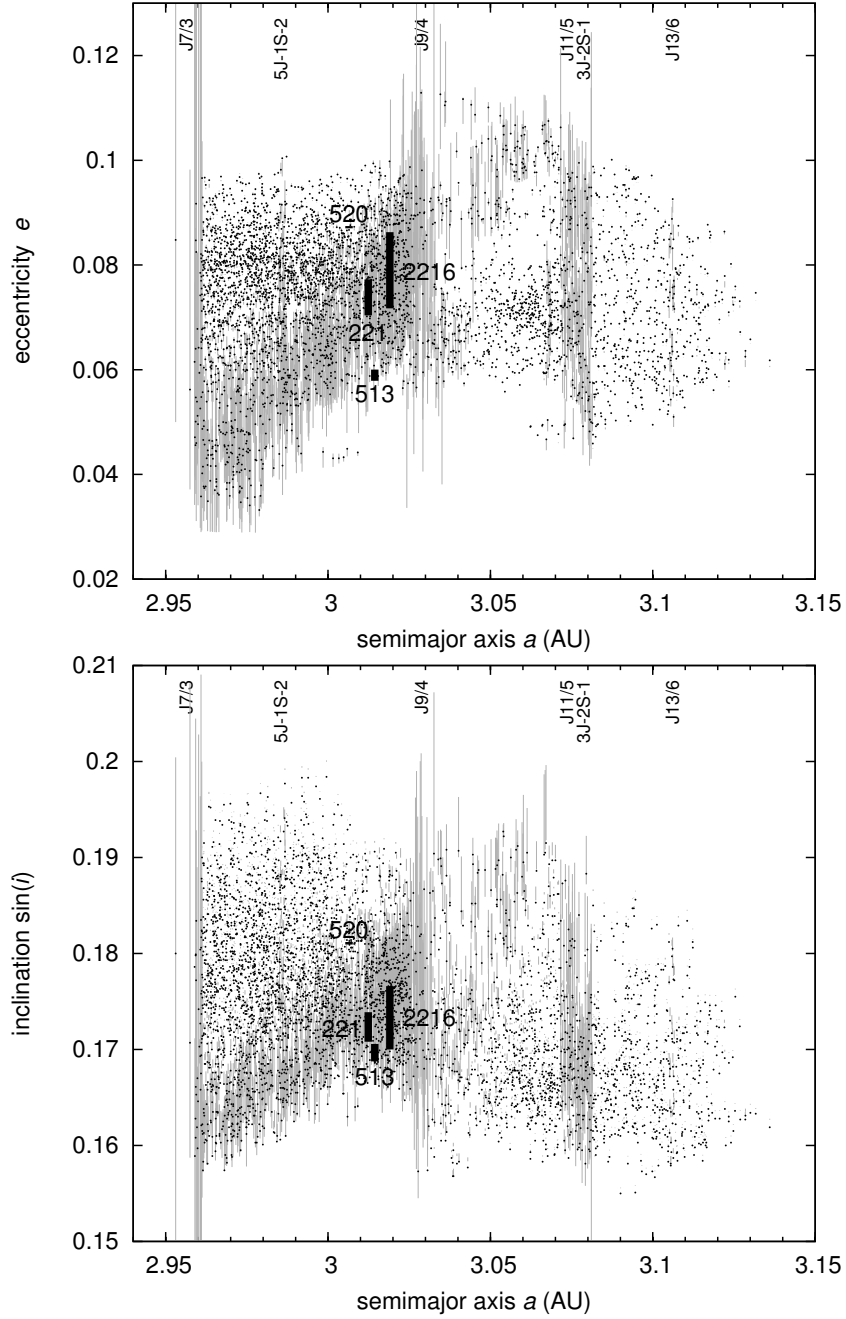 J7/3
5J-1S-2
J9/4
J11/5
3J-2S-1
J13/6
0.12
0.1
0.08
0.06
0.04
0.02
eccentricity e
520
2216
221
513
2.95
3
3.05
3.1
3.15
semimajor axis a (AU)
J7/3
5J-1S-2
J9/4
J11/5
3J-2S-1
J13/6
0.21
0.2
0.19
0.18
0.17
0.16
0.15
inclination sin(i)
520
221
2216
513
2.95
3
3.05
3.1
3.15
semimajor axis a (AU)